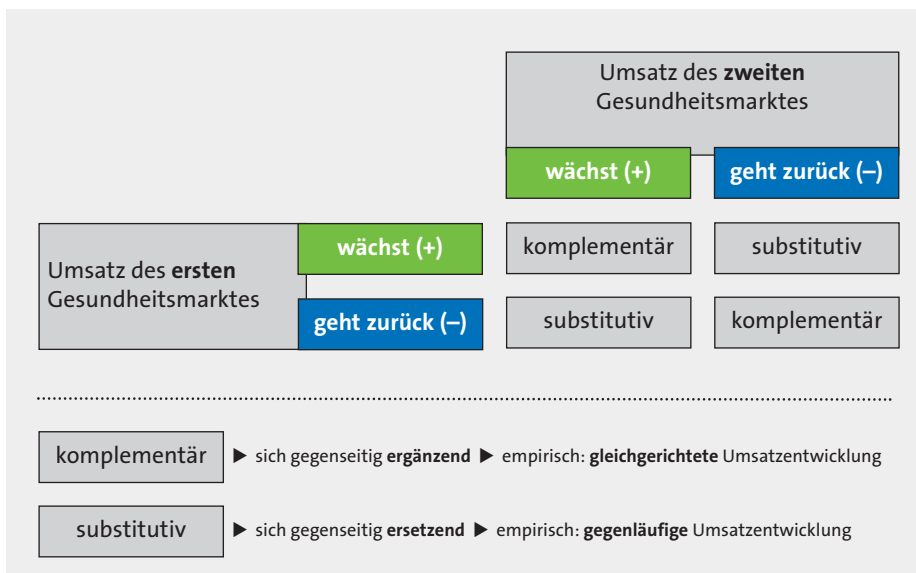 Umsatz des zweiten
Gesundheitsmarktes
wächst (+)
geht zurück (–)
Umsatz des ersten
Gesundheitsmarktes
wächst (+)
komplementär
substitutiv
geht zurück (–)
substitutiv
komplementär
komplementär ▶ sich gegenseitig ergänzend ▶ empirisch: gleichgerichtete Umsatzentwicklung
substitutiv ▶ sich gegenseitig ersetzend ▶ empirisch: gegenläufige Umsatzentwicklung